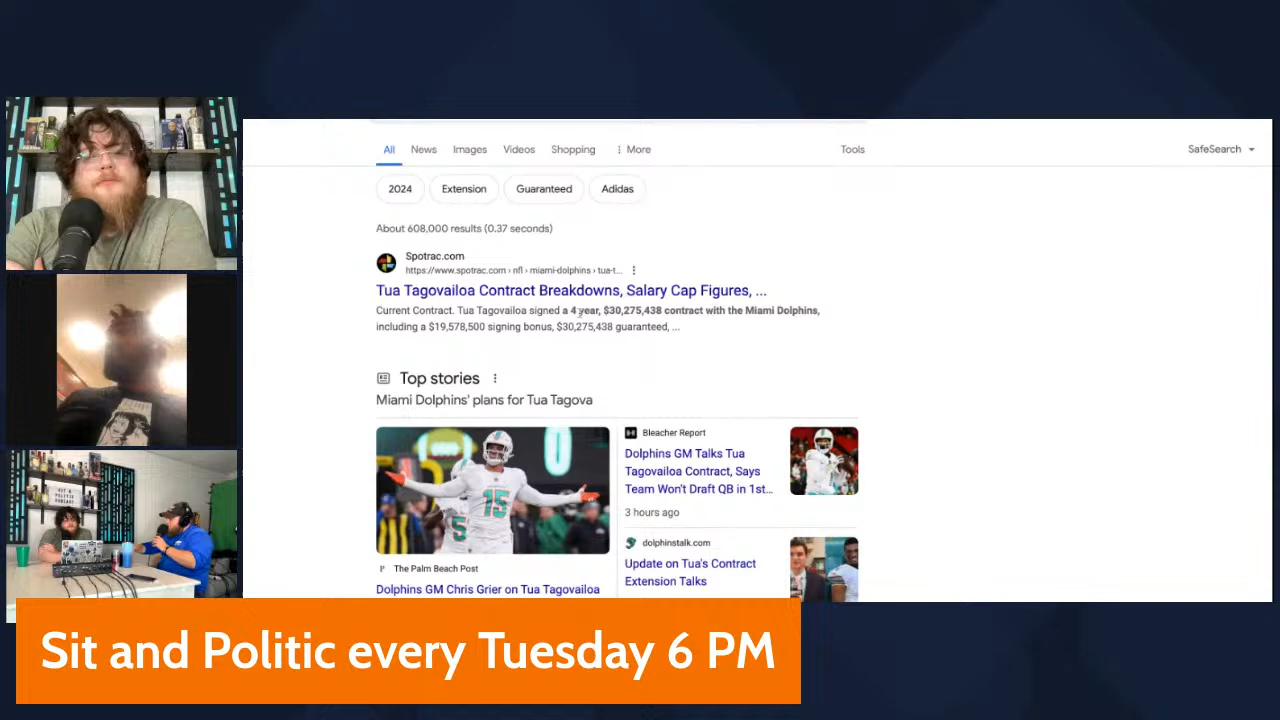 All News Images Videos Shopping More Tools SafeSearch
2024 Extension Guaranteed Adidas
About 608,000 results (0.37 seconds)
Spotrac.com
https://www.spotrac.com › nfl › miami-dolphins › tua-t...
Tua Tagovailoa Contract Breakdowns, Salary Cap Figures, ...
Current Contract. Tua Tagovailoa signed a 4 year, $30,275,438 contract with the Miami Dolphins,
including a $19,578,500 signing bonus, $30,275,438 guaranteed, ...
Top stories
Miami Dolphins' plans for Tua Tagova
15
The Palm Beach Post
Dolphins GM Chris Grier on Tua Tagovailoa
Bleacher Report
Dolphins GM Talks Tua
Tagovailoa Contract, Says
Team Won't Draft QB in 1st...
3 hours ago
dolphinstalk.com
Update on Tua's Contract
Extension Talks
SIT &
POLITIC
PODCAST
Sit and Politic every Tuesday 6 PM